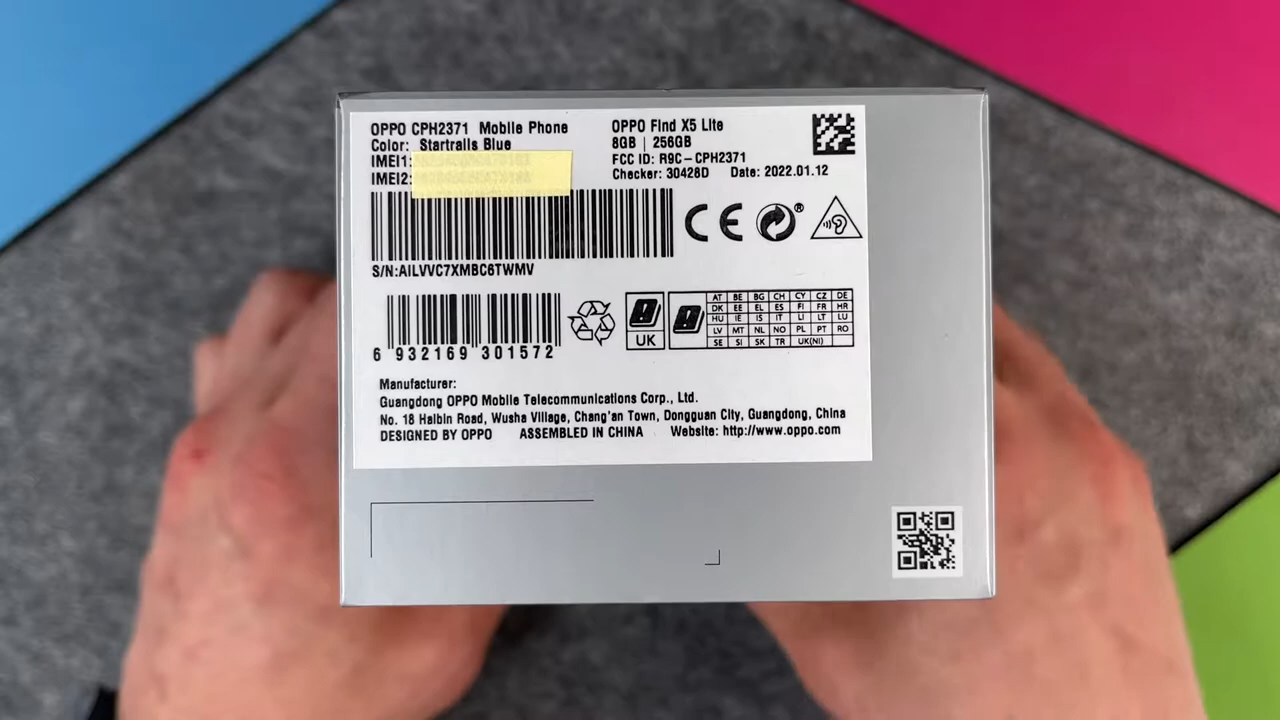 OPPO CPH2371 Mobile Phone
Color: Startrails Blue
IMEI1:
IMEI2:
OPPO Find X5 Lite
8GB | 256GB
FCC ID: R9C-CPH2371
Checker: 30428D Date: 2022.01.12
CE
®
S/N:AILVVC7XMBC6TWMV
6 932169 301572
UK
AT BE BG CH CY CZ DE
DK EE EL ES FI FR HR
HU IE IS IT LI LT LU
LV MT NL NO PL PT RO
SE SI SK TR UK(NI)
Manufacturer:
Guangdong OPPO Mobile Telecommunications Corp., Ltd.
No. 18 Haibin Road, Wusha Village, Chang'an Town, Dongguan City, Guangdong, China
DESIGNED BY OPPO ASSEMBLED IN CHINA Website: http://www.oppo.com